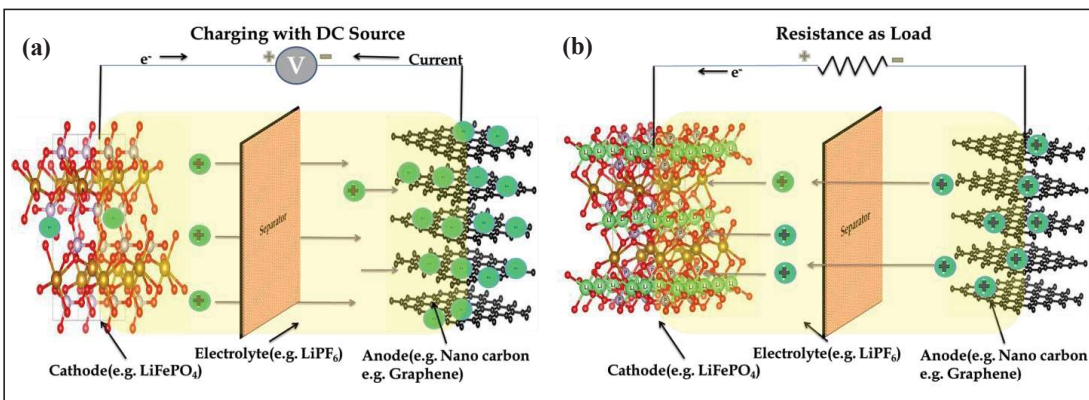 (a)
Charging with DC Source
e-
+
V
−
Current
Separator
Electrolyte(e.g. LiPF6)
Cathode(e.g. LiFePO4)
Anode(e.g. Nano carbon
e.g. Graphene)
(b)
Resistance as Load
e-
+
−
Separator
Electrolyte(e.g. LiPF6)
Cathode(e.g. LiFePO4)
Anode(e.g. Nano carbon
e.g. Graphene)